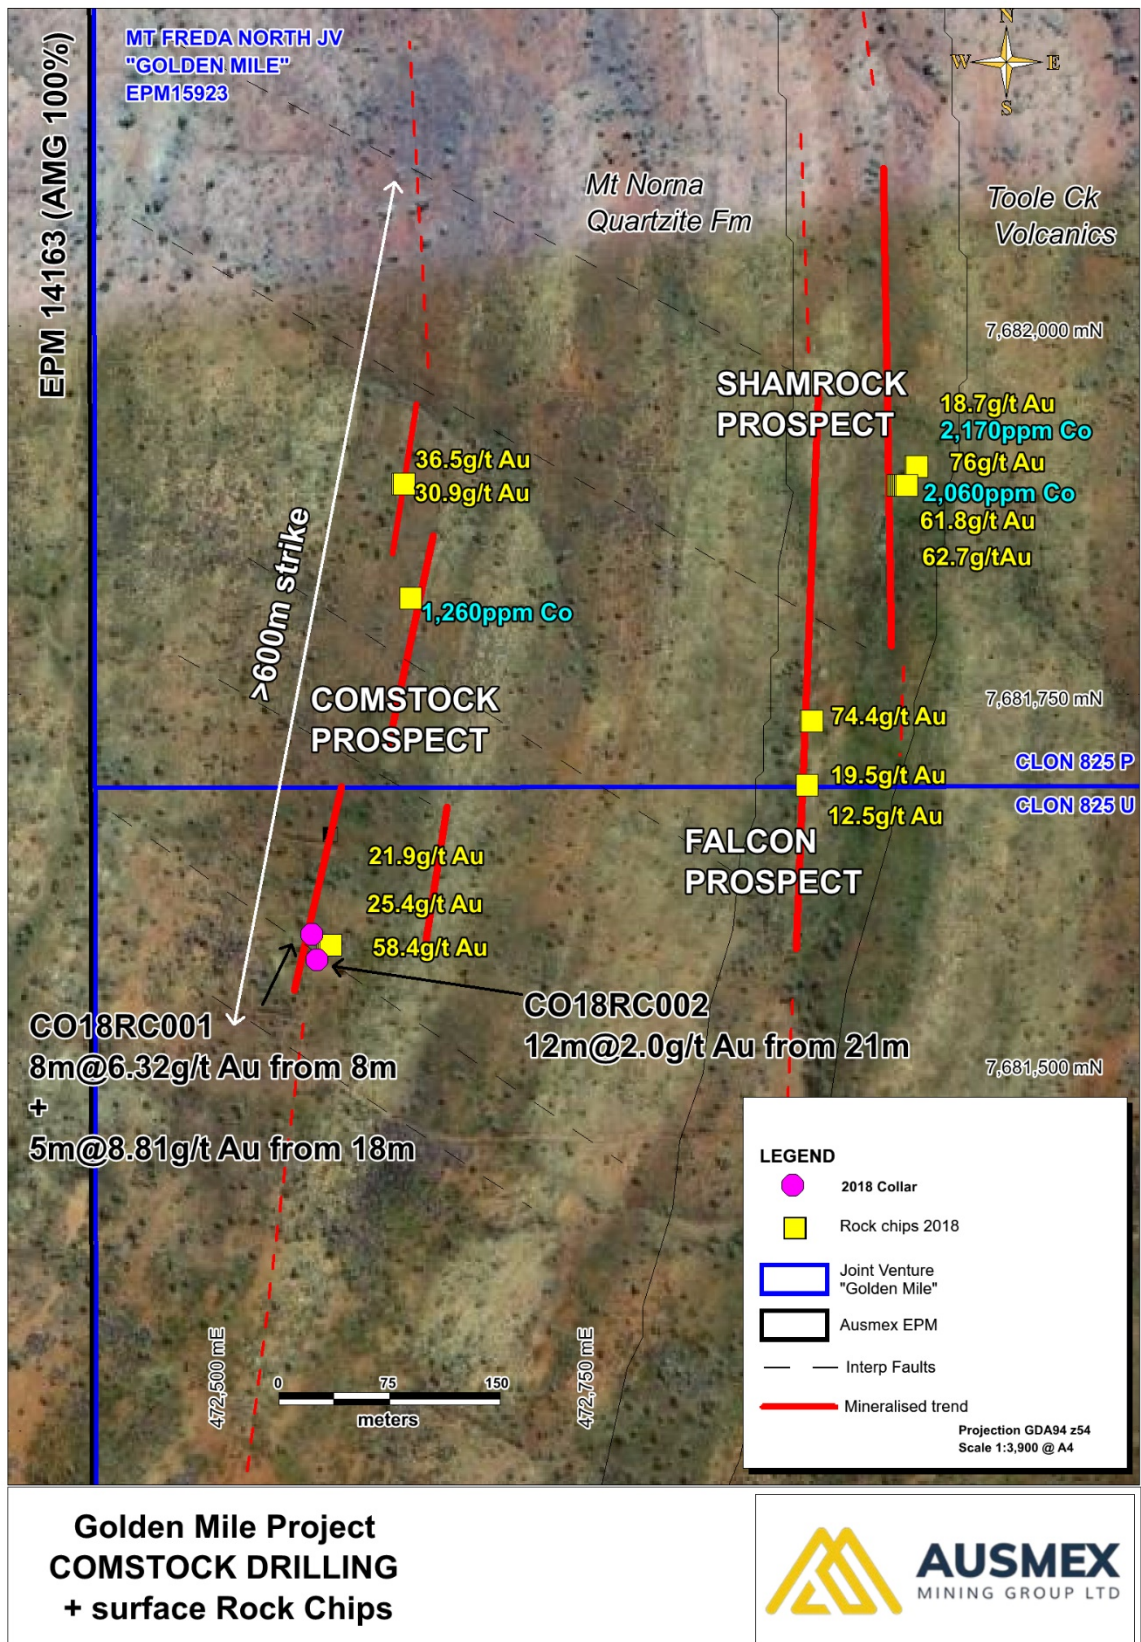 EPM 14163 (AMG 100%)
MT FREDA NORTH JV
"GOLDEN MILE"
EPM15923
N
W
E
S
Mt Norna
Quartzite Fm
Toole Ck
Volcanics
7,682,000 mN
SHAMROCK
PROSPECT
18.7g/t Au
2,170ppm Co
76g/t Au
2,060ppm Co
61.8g/t Au
62.7g/tAu
36.5g/t Au
30.9g/t Au
>600m strike
1,260ppm Co
COMSTOCK
PROSPECT
7,681,750 mN
74.4g/t Au
CLON 825 P
19.5g/t Au
CLON 825 U
12.5g/t Au
FALCON
PROSPECT
21.9g/t Au
25.4g/t Au
58.4g/t Au
CO18RC001
8m@6.32g/t Au from 8m
+
5m@8.81g/t Au from 18m
CO18RC002
12m@2.0g/t Au from 21m
7,681,500 mN
LEGEND
2018 Collar
Rock chips 2018
Joint Venture
"Golden Mile"
Ausmex EPM
Interp Faults
Mineralised trend
Projection GDA94 z54
Scale 1:3,900 @ A4
472,500 mE
472,750 mE
0 75 150
meters
Golden Mile Project
COMSTOCK DRILLING
+ surface Rock Chips
AUSMEX
MINING GROUP LTD